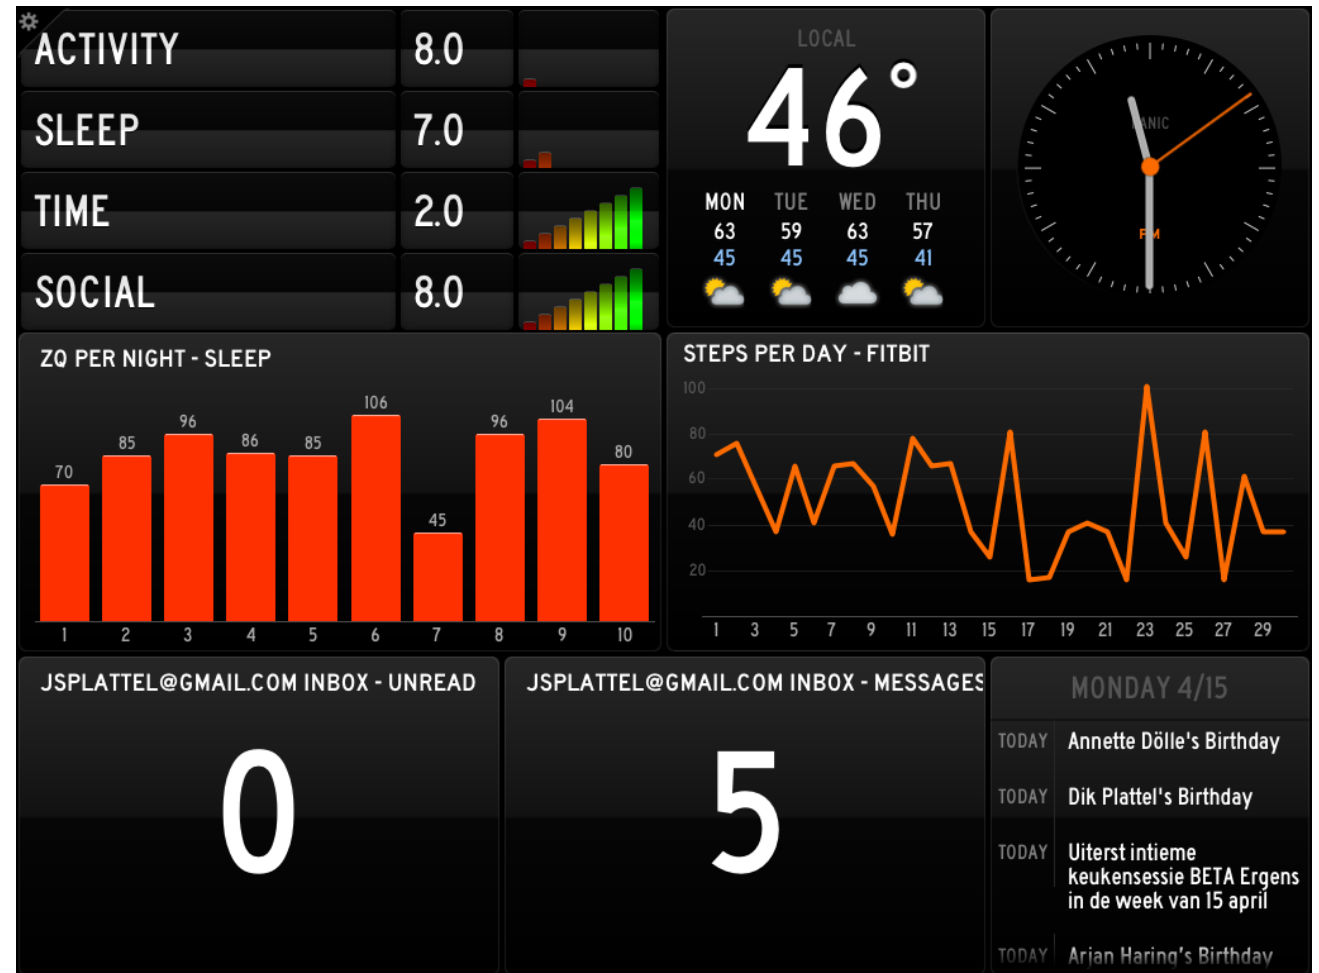 ACTIVITY 8.0
SLEEP 7.0
TIME 2.0
SOCIAL 8.0
LOCAL
46°
MON TUE WED THU
63 59 63 57
45 45 45 41
PANIC
PM
ZQ PER NIGHT - SLEEP
70 85 96 86 85 106 45 96 104 80
1 2 3 4 5 6 7 8 9 10
STEPS PER DAY - FITBIT
100
80
60
40
20
1 3 5 7 9 11 13 15 17 19 21 23 25 27 29
JSPLATTEL@GMAIL.COM INBOX - UNREAD
0
JSPLATTEL@GMAIL.COM INBOX - MESSAGES
5
MONDAY 4/15
TODAY Annette Dölle's Birthday
TODAY Dik Plattel's Birthday
TODAY Uiterst intieme
keukensessie BETA Ergens
in de week van 15 april
TODAY Arjan Haring's Birthday